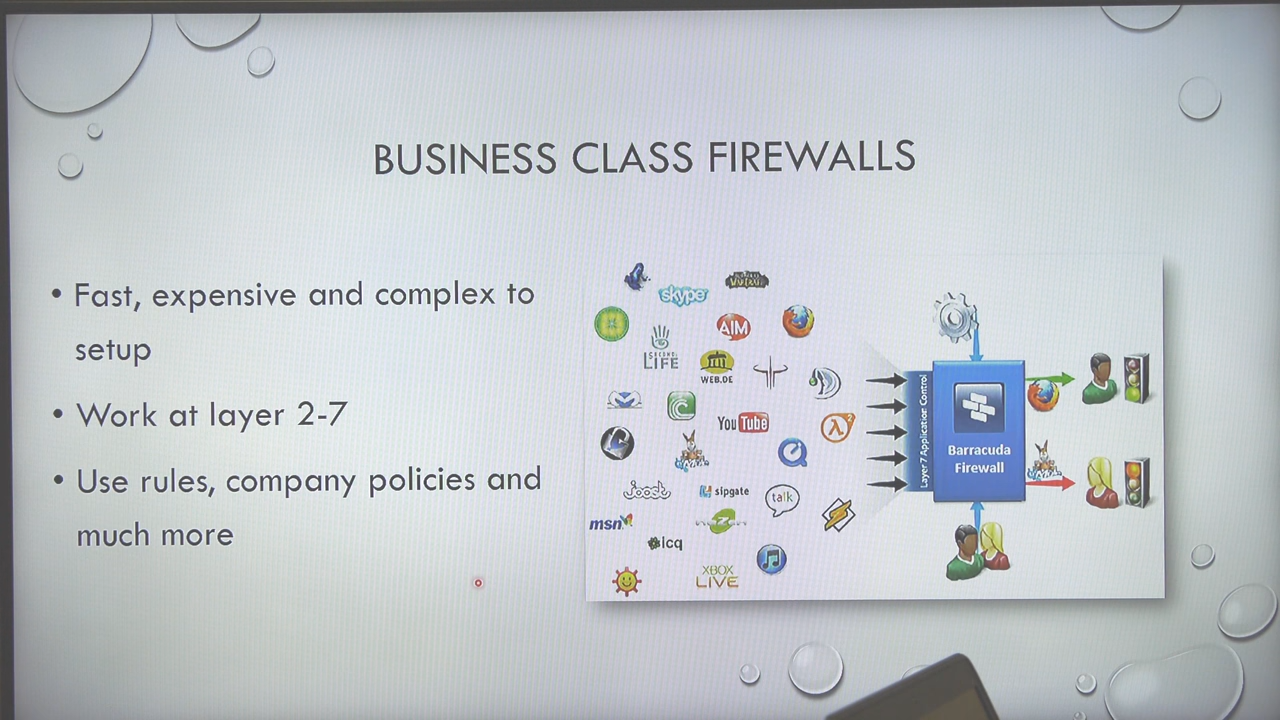 BUSINESS CLASS FIREWALLS
• Fast, expensive and complex to
setup
• Work at layer 2-7
• Use rules, company policies and
much more
skype
AIM
SECOND
LIFE
WEB.DE
YouTube
2
joost
sipgate
talk
msn
icq
XBOX
LIVE
Layer 7 Application Control
Barracuda
Firewall